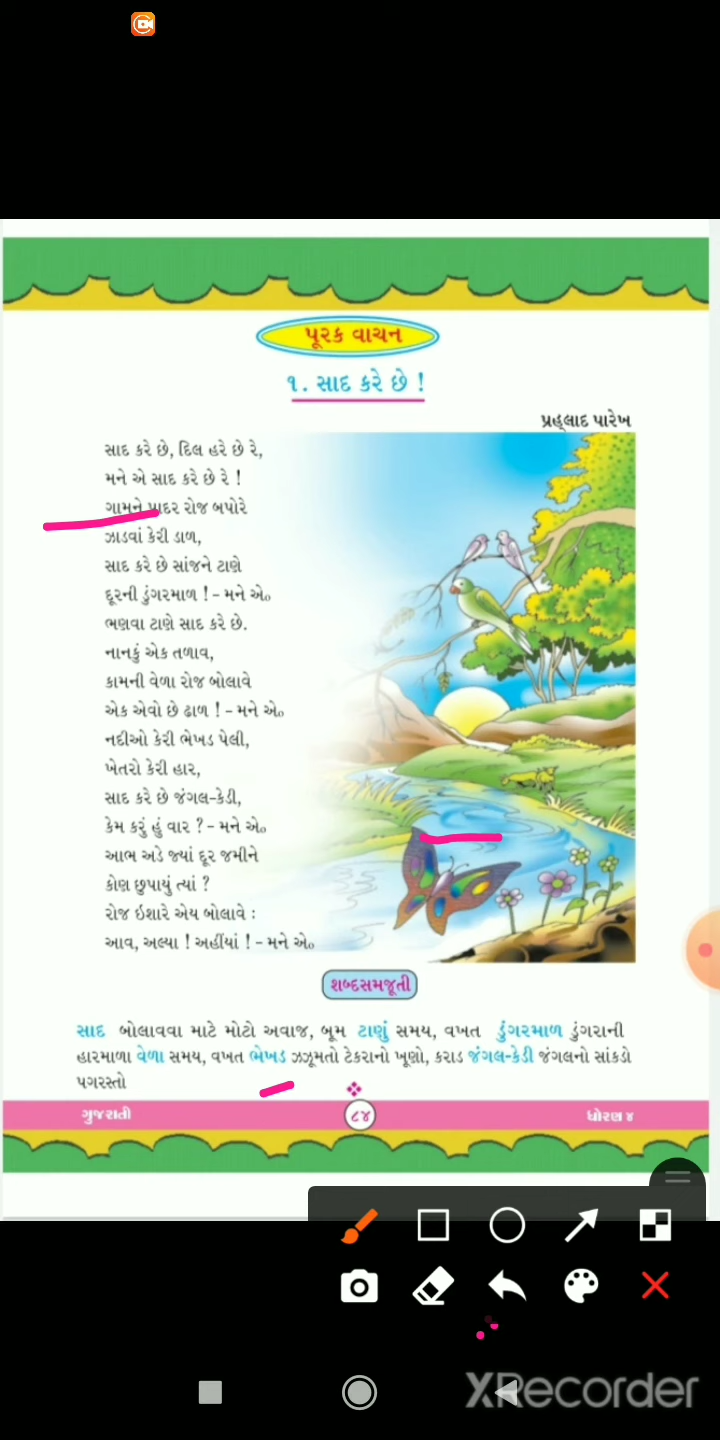 પૂરક વાચન
૧. સાદ કરે છે !
પ્રહ્લાદ પારેખ
સાદ કરે છે, દિલ હરે છે રે,
મને એ સાદ કરે છે રે !
ગામને પાદર રોજ બપોરે
ઝાડવાં કેરી ડાળ,
સાદ કરે છે સાંજને ટાણે
દૂરની ડુંગરમાળ ! – મને એ૦
ભણવા ટાણે સાદ કરે છે.
નાનકું એક તળાવ,
કામની વેળા રોજ બોલાવે
એક એવો છે ઢાળ ! – મને એ૦
નદીઓ કેરી ભેખડ પેલી,
ખેતરો કેરી હાર,
સાદ કરે છે જંગલ-કેડી,
કેમ કરું હું વાર ? – મને એ૦
આભ અડે જ્યાં દૂર જમીને
કોણ છુપાયું ત્યાં ?
રોજ ઇશારે એય બોલાવે :
આવ, અલ્યા ! અહીંયાં ! – મને એ૦
શબ્દસમજૂતી
સાદ બોલાવવા માટે મોટો અવાજ, બૂમ ટાણું સમય, વખત ડુંગરમાળ ડુંગરાની
હારમાળા વેળા સમય, વખત ભેખડ ઝઝૂમતો ટેકરાનો ખૂણો, કરાડ જંગલ-કેડી જંગલનો સાંકડો
પગરસ્તો
ગુજરાતી ૮૪ ધોરણ ૪
XRecorder